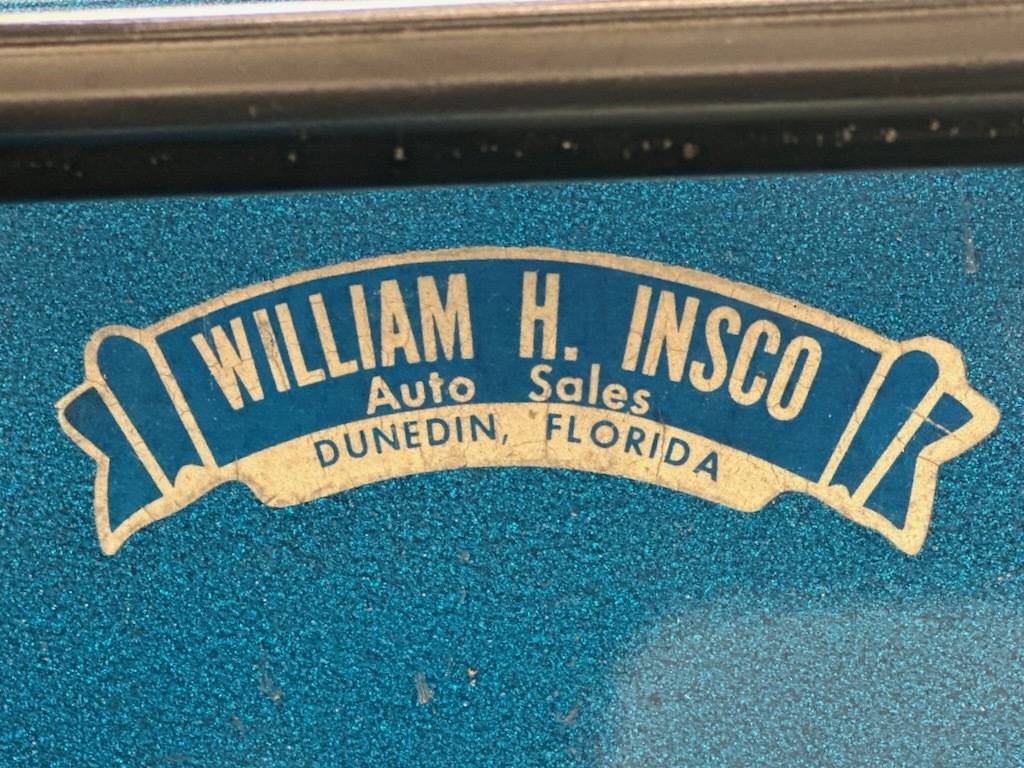 WILLIAM H. INSCO
Auto Sales
DUNEDIN, FLORIDA